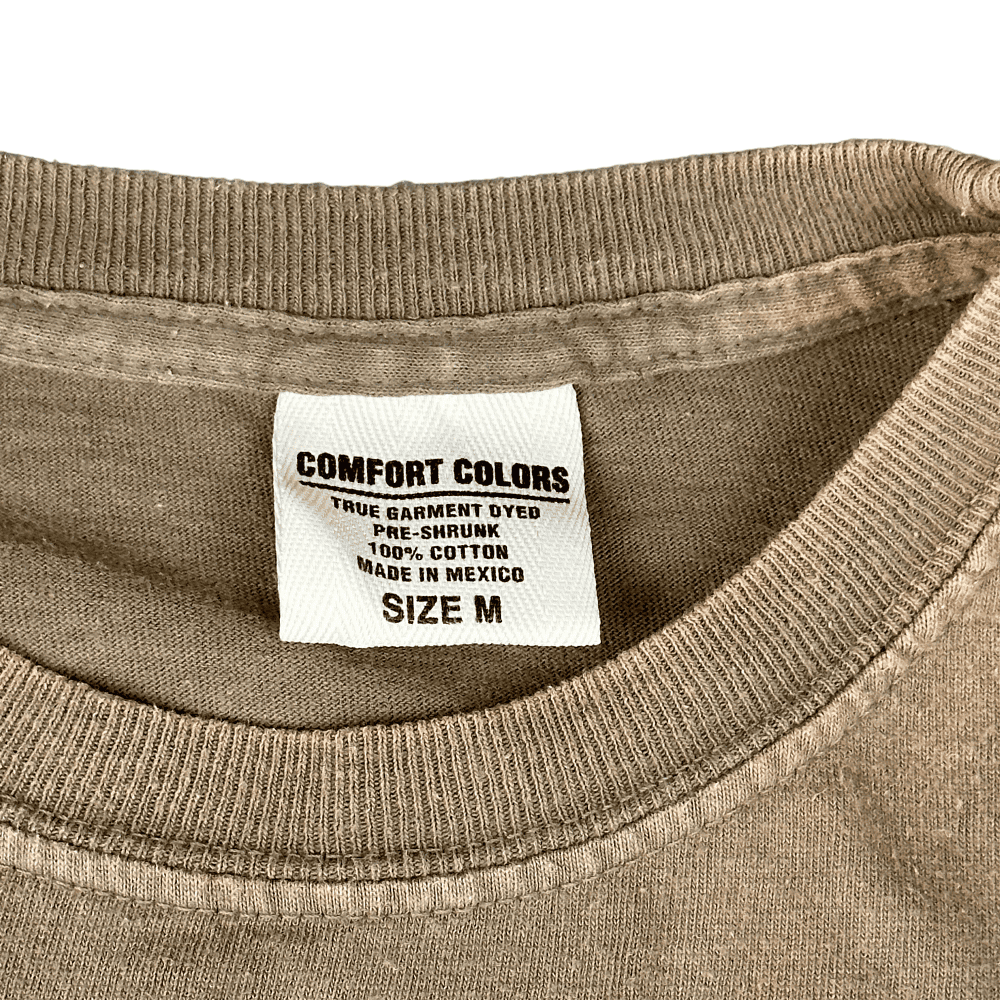 COMFORT COLORS
TRUE GARMENT DYED
PRE-SHRUNK
100% COTTON
MADE IN MEXICO
SIZE M